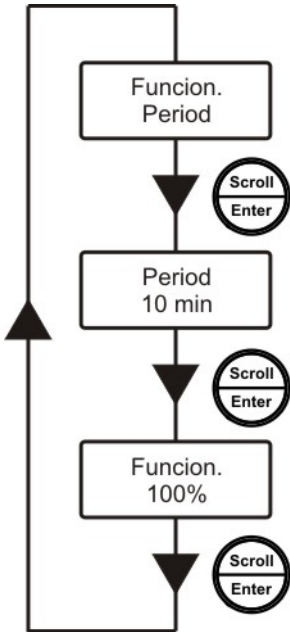 Funcion.
Period
Scroll
Enter
Period
10 min
Scroll
Enter
Funcion.
100%
Scroll
Enter